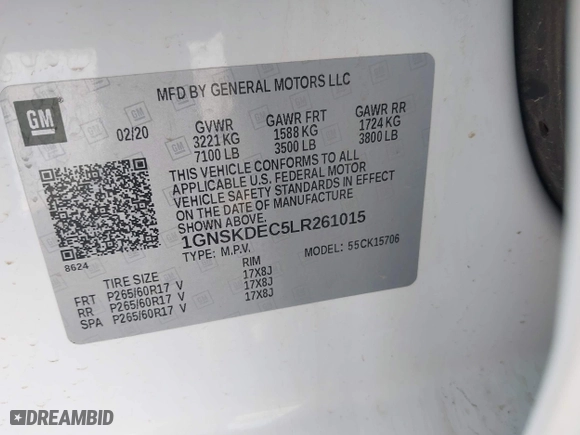 MFD BY GENERAL MOTORS LLC
GM
02/20 GVWR GAWR FRT GAWR RR
3221 KG 1588 KG 1724 KG
7100 LB 3500 LB 3800 LB
THIS VEHICLE CONFORMS TO ALL
APPLICABLE U.S. FEDERAL MOTOR
VEHICLE SAFETY STANDARDS IN EFFECT
ON THE DATE OF MANUFACTURE
SHOWN ABOVE.
1GNSKDEC5LR261015
8624 TYPE: M.P.V. MODEL: 55CK15706
TIRE SIZE RIM
FRT P265/60R17 V 17X8J
RR P265/60R17 V 17X8J
SPA P265/60R17 V 17X8J
DREAMBID